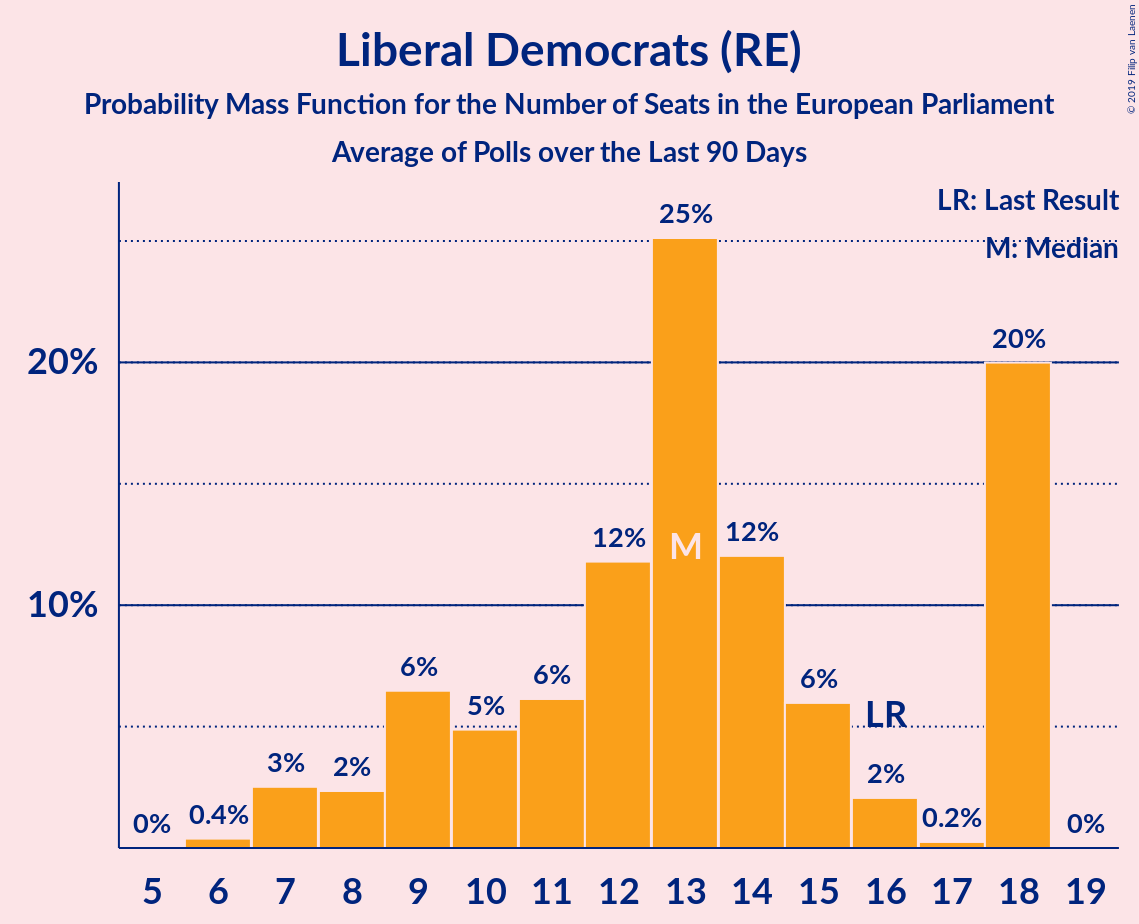 Liberal Democrats (RE)
Probability Mass Function for the Number of Seats in the European Parliament
Average of Polls over the Last 90 Days
© 2019 Filip van Laenen
LR: Last Result
M: Median
25%
20%
20%
12%
12%
M
10%
6%
6%
6%
5%
LR
3%
2%
2%
0%
0.4%
0.2%
0%
5 6 7 8 9 10 11 12 13 14 15 16 17 18 19